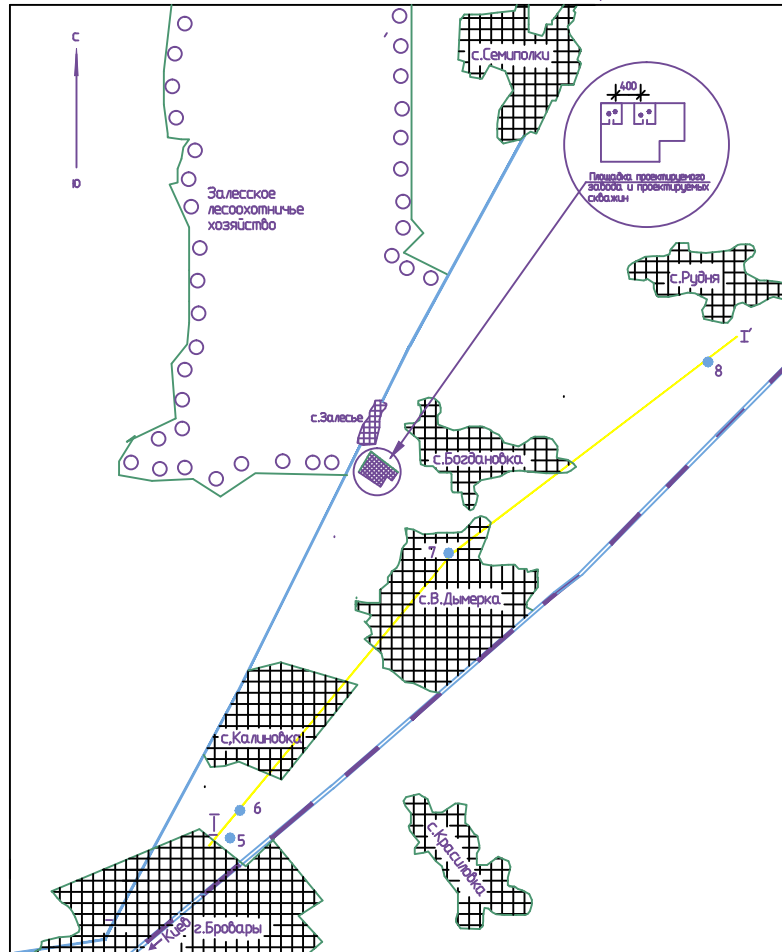 с.Семиполки
С
400
Площадка проектируемого
завода и проектируемых
скважин
Ю
Залесское
лесоохотничье
хозяйство
с.Рудня
I'
8
с.Залесье
с.Богдановка
7
с.В.Дымерка
с,Калиновка
6
I
5
с.Красиловка
г.Бровары
Киев